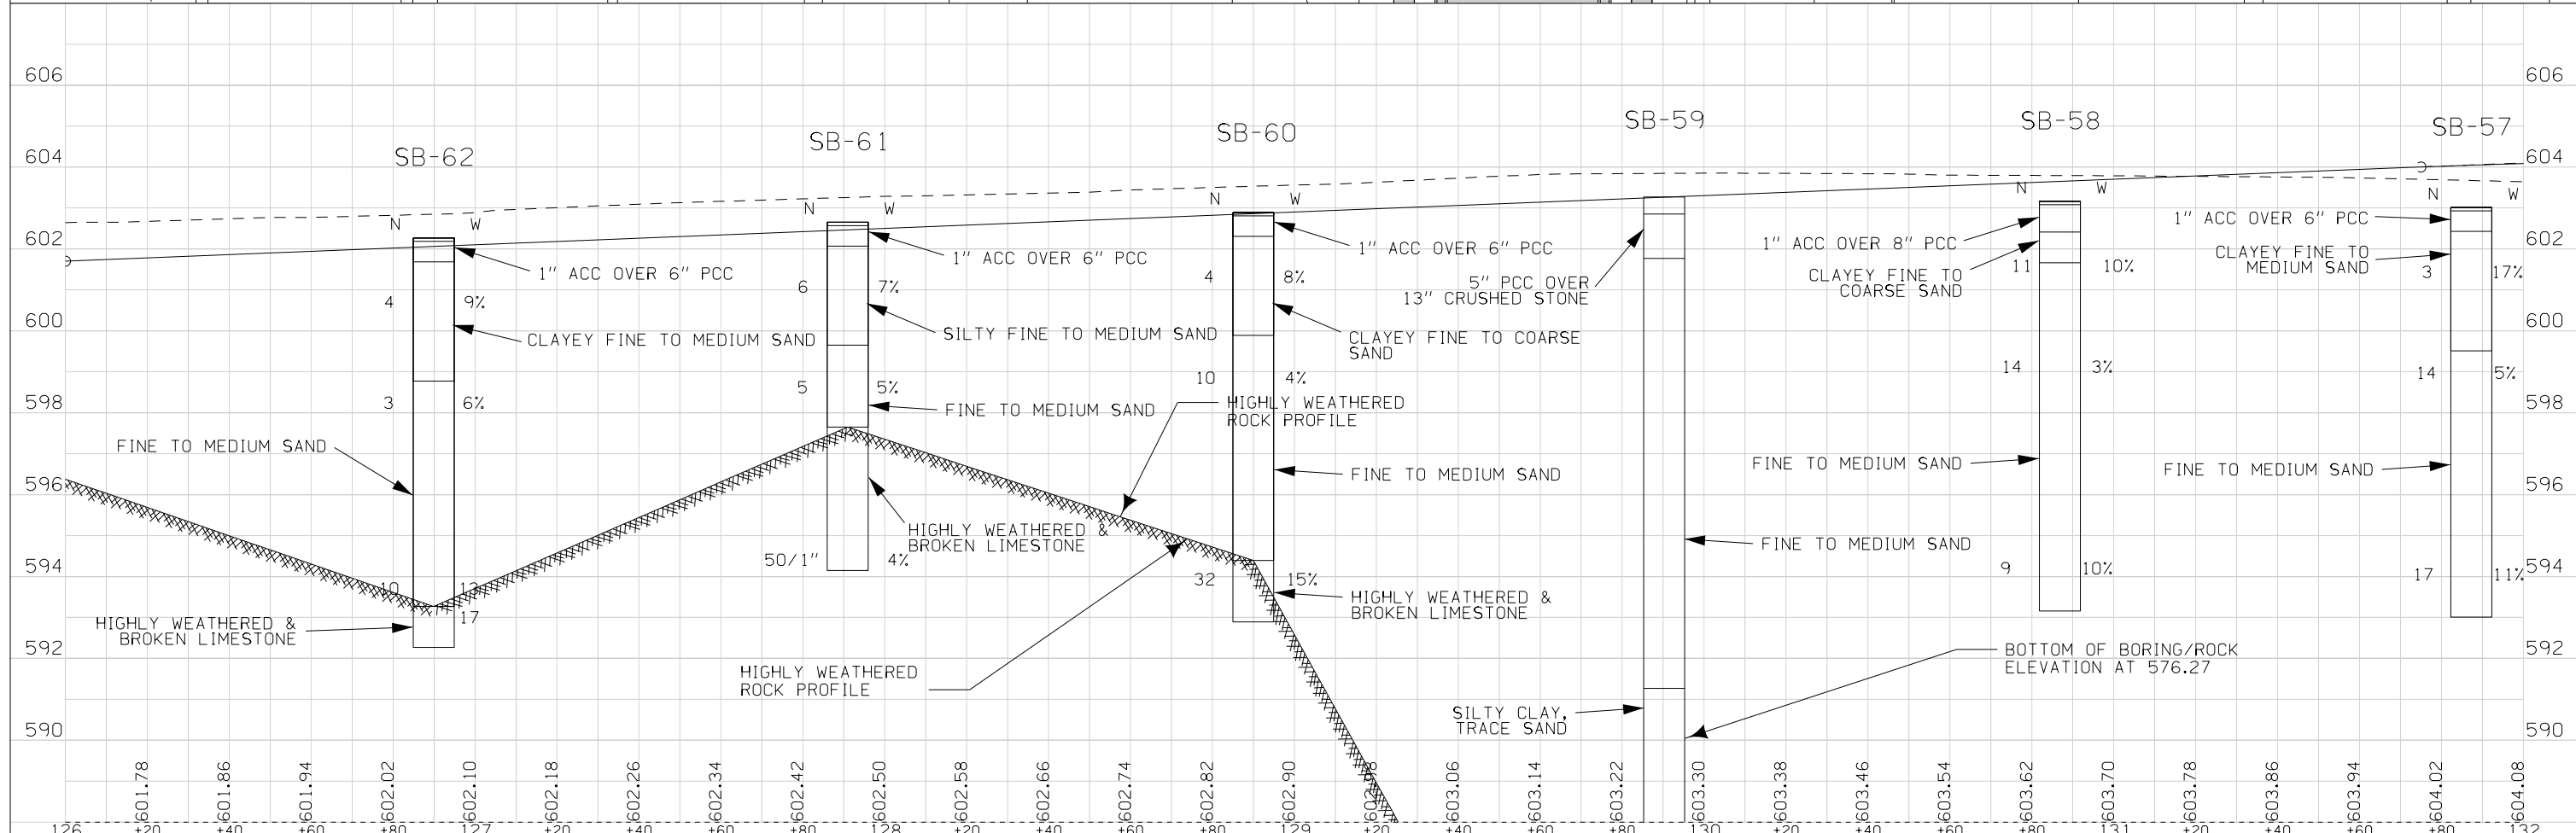 606
606
SB-62
SB-61
SB-60
SB-59
SB-58
SB-57
604
604
N
W
N
W
N
W
N
W
N
W
602
602
1" ACC OVER 6" PCC
1" ACC OVER 6" PCC
1" ACC OVER 6" PCC
5" PCC OVER
13" CRUSHED STONE
1" ACC OVER 8" PCC
CLAYEY FINE TO
COARSE SAND
1" ACC OVER 6" PCC
CLAYEY FINE TO
MEDIUM SAND
4
9%
6
7%
4
8%
11
10%
3
17%
600
600
CLAYEY FINE TO MEDIUM SAND
SILTY FINE TO MEDIUM SAND
CLAYEY FINE TO COARSE
SAND
3
6%
5
5%
10
4%
14
3%
14
5%
598
598
FINE TO MEDIUM SAND
FINE TO MEDIUM SAND
HIGHLY WEATHERED
ROCK PROFILE
FINE TO MEDIUM SAND
FINE TO MEDIUM SAND
FINE TO MEDIUM SAND
596
596
HIGHLY WEATHERED &
BROKEN LIMESTONE
50/1"
4%
FINE TO MEDIUM SAND
594
594
10
17
32
15%
9
10%
17
11%
HIGHLY WEATHERED &
BROKEN LIMESTONE
HIGHLY WEATHERED &
BROKEN LIMESTONE
592
592
HIGHLY WEATHERED
ROCK PROFILE
BOTTOM OF BORING/ROCK
ELEVATION AT 576.27
SILTY CLAY,
TRACE SAND
590
590
601.78
601.86
601.94
602.02
602.10
602.18
602.26
602.34
602.42
602.50
602.58
602.66
602.74
602.82
602.90
603.06
603.14
603.22
603.30
603.38
603.46
603.54
603.62
603.70
603.78
603.86
603.94
604.02
604.08
126
+20
+40
+60
+80
127
+20
+40
+60
+80
128
+20
+40
+60
+80
129
+20
+40
+60
+80
130
+20
+40
+60
+80
131
+20
+40
+60
+80
132